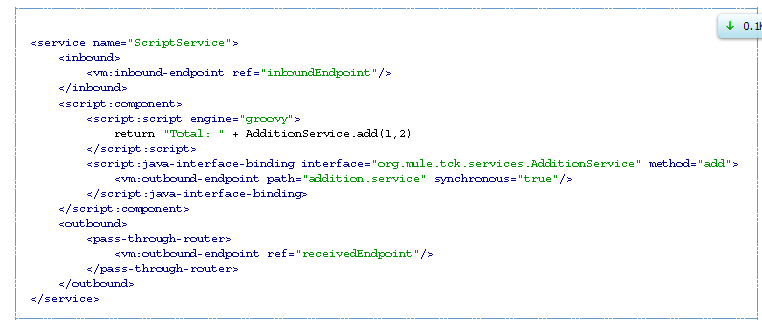 0.1K
<service name="ScriptService">
    <inbound>
        <vm:inbound-endpoint ref="inboundEndpoint"/>
    </inbound>
    <script:component>
        <script:script engine="groovy">
            return "Total: " + AdditionService.add(1,2)
        </script:script>
        <script:java-interface-binding interface="org.mule.tck.services.AdditionService" method="add">
            <vm:outbound-endpoint path="addition.service" synchronous="true"/>
        </script:java-interface-binding>
    </script:component>
    <outbound>
        <pass-through-router>
            <vm:outbound-endpoint ref="receivedEndpoint"/>
        </pass-through-router>
    </outbound>
</service>